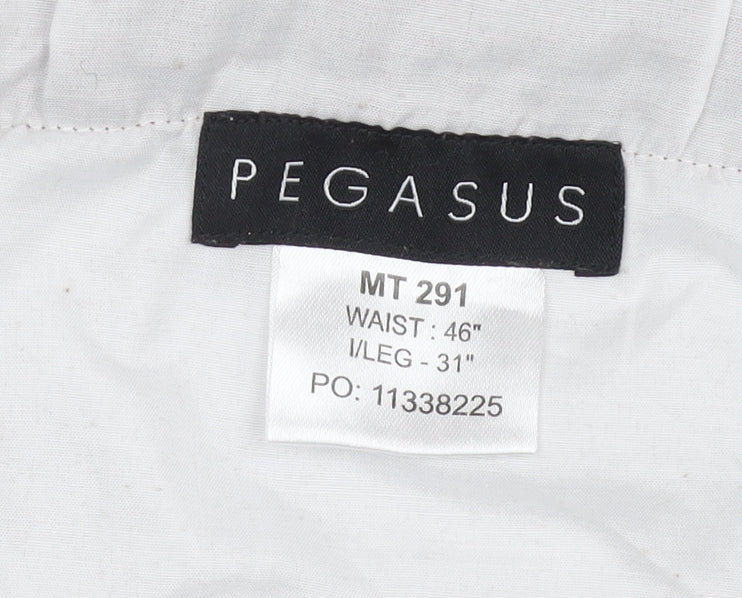 PEGASUS
MT 291
WAIST : 46"
I/LEG - 31"
PO: 11338225